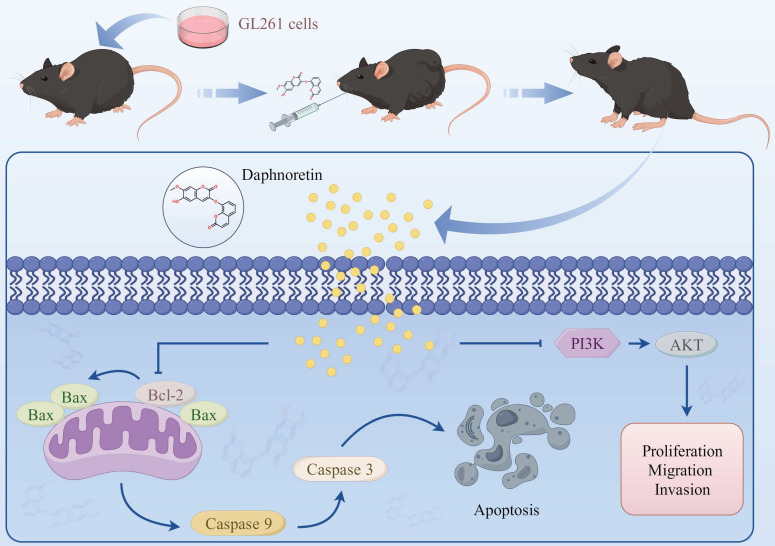 GL261 cells
Daphnoretin
PI3K
AKT
Bax
Bax
Bcl-2
Bax
Proliferation
Migration
Invasion
Caspase 3
Caspase 9
Apoptosis